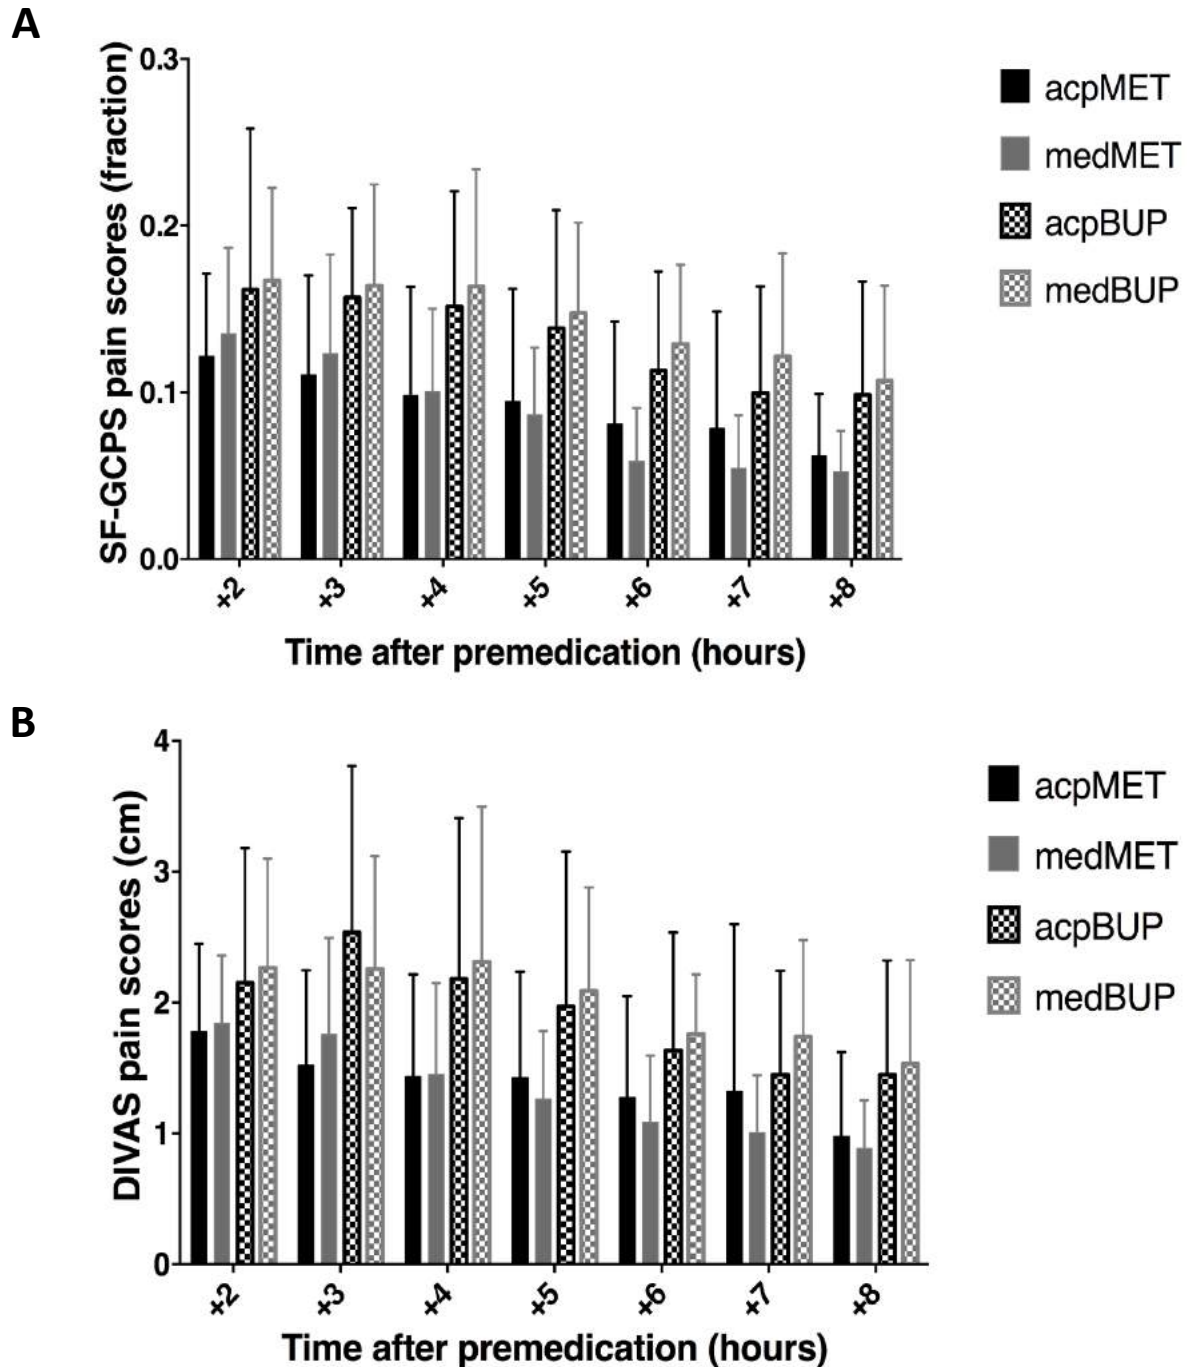 A
SF-GCPS pain scores (fraction)
0.3
0.2
0.1
0.0
+2 +3 +4 +5 +6 +7 +8
Time after premedication (hours)
acpMET
medMET
acpBUP
medBUP
B
DIVAS pain scores (cm)
4
3
2
1
0
+2 +3 +4 +5 +6 +7 +8
Time after premedication (hours)
acpMET
medMET
acpBUP
medBUP